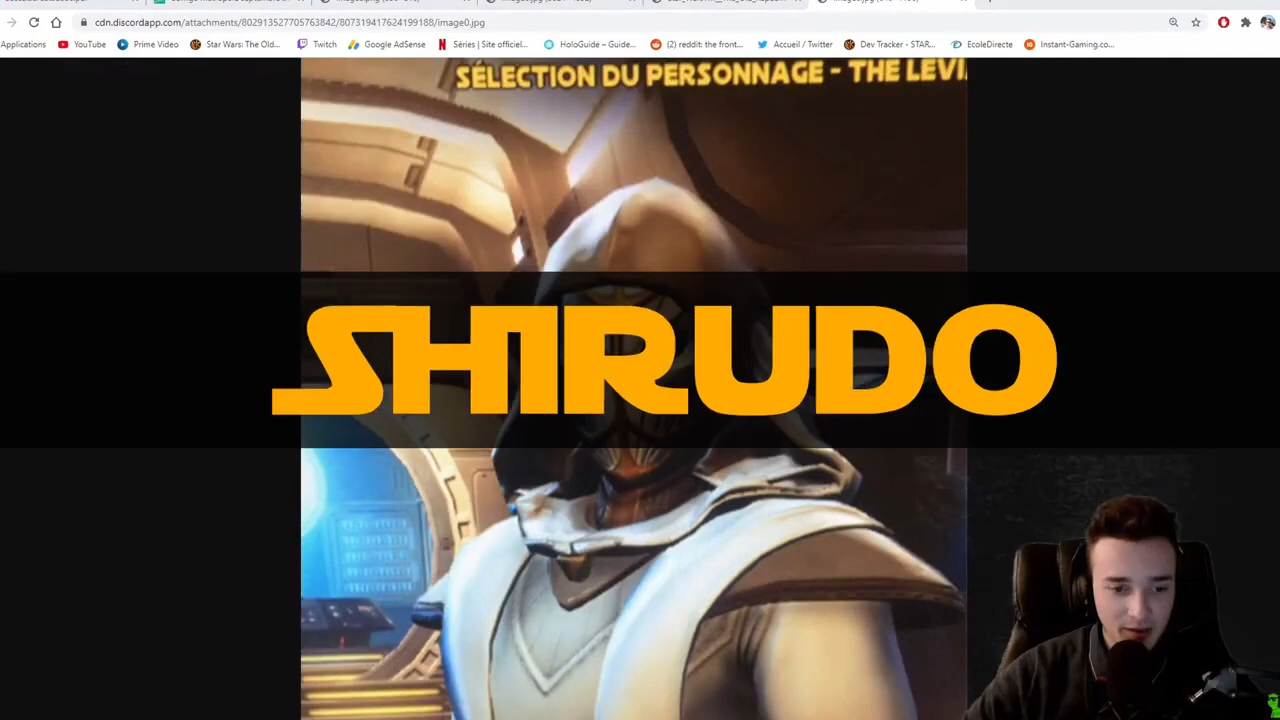 cdn.discordapp.com/attachments/802913527705763842/807319417624199188/image0.jpg
Applications YouTube Prime Video Star Wars: The Old... Twitch Google AdSense Séries | Site officiel... HoloGuide – Guide... (2) reddit: the front... Accueil / Twitter Dev Tracker - STAR... EcoleDirecte Instant-Gaming.co...
SÉLECTION DU PERSONNAGE - THE LEVI
SHIRUDO